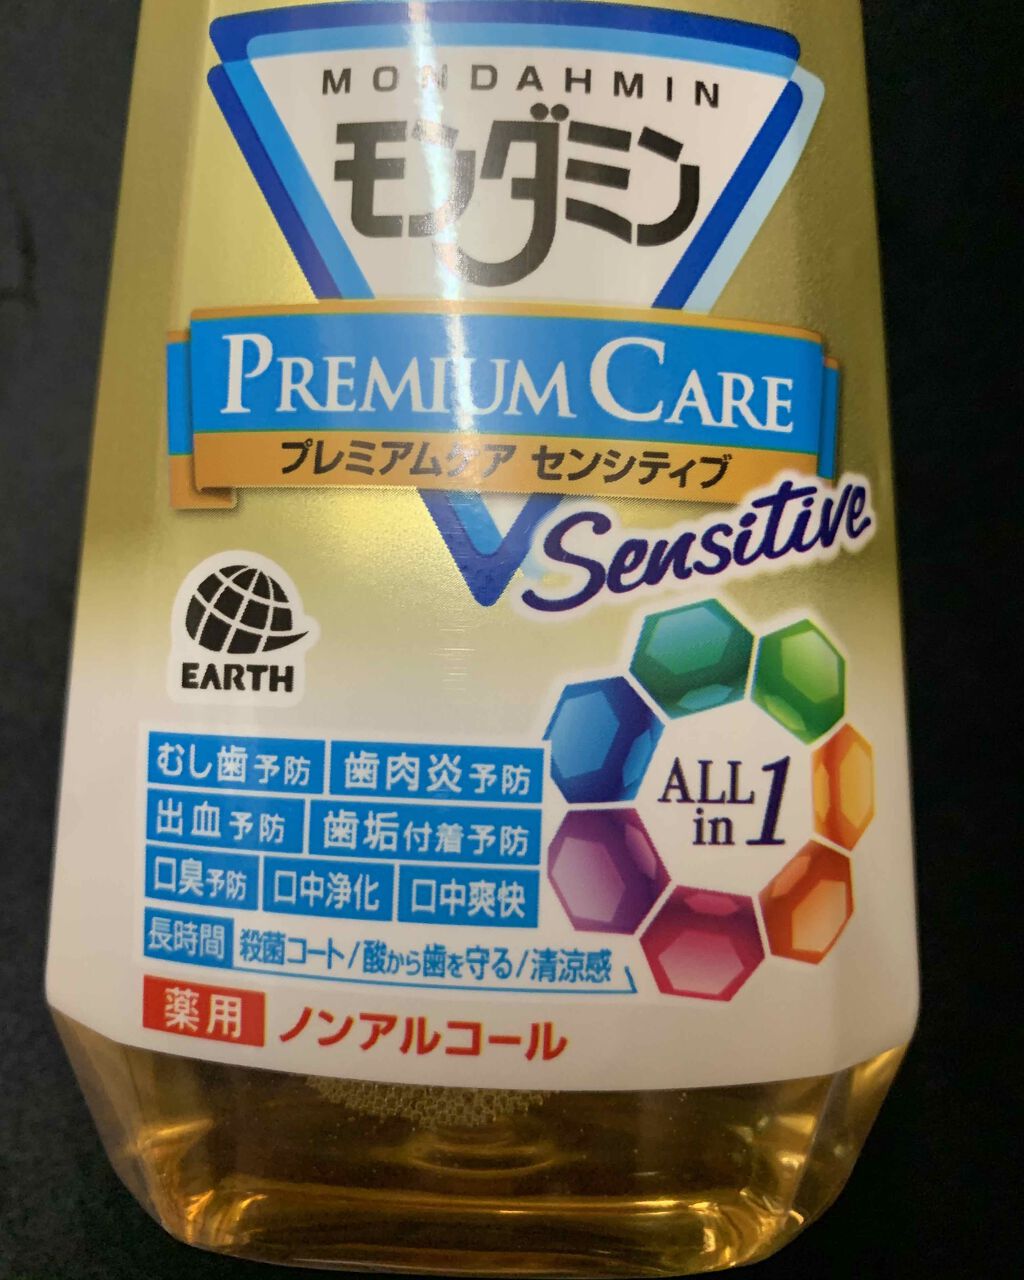 MONDAHMIN
モンダミン
PREMIUM CARE
プレミアムケア センシティブ
Sensitive
EARTH
ALL
in 1
むし歯予防 歯肉炎予防
出血予防 歯垢付着予防
口臭予防 口中浄化 口中爽快
長時間 殺菌コート/酸から歯を守る/清涼感
薬用 ノンアルコール